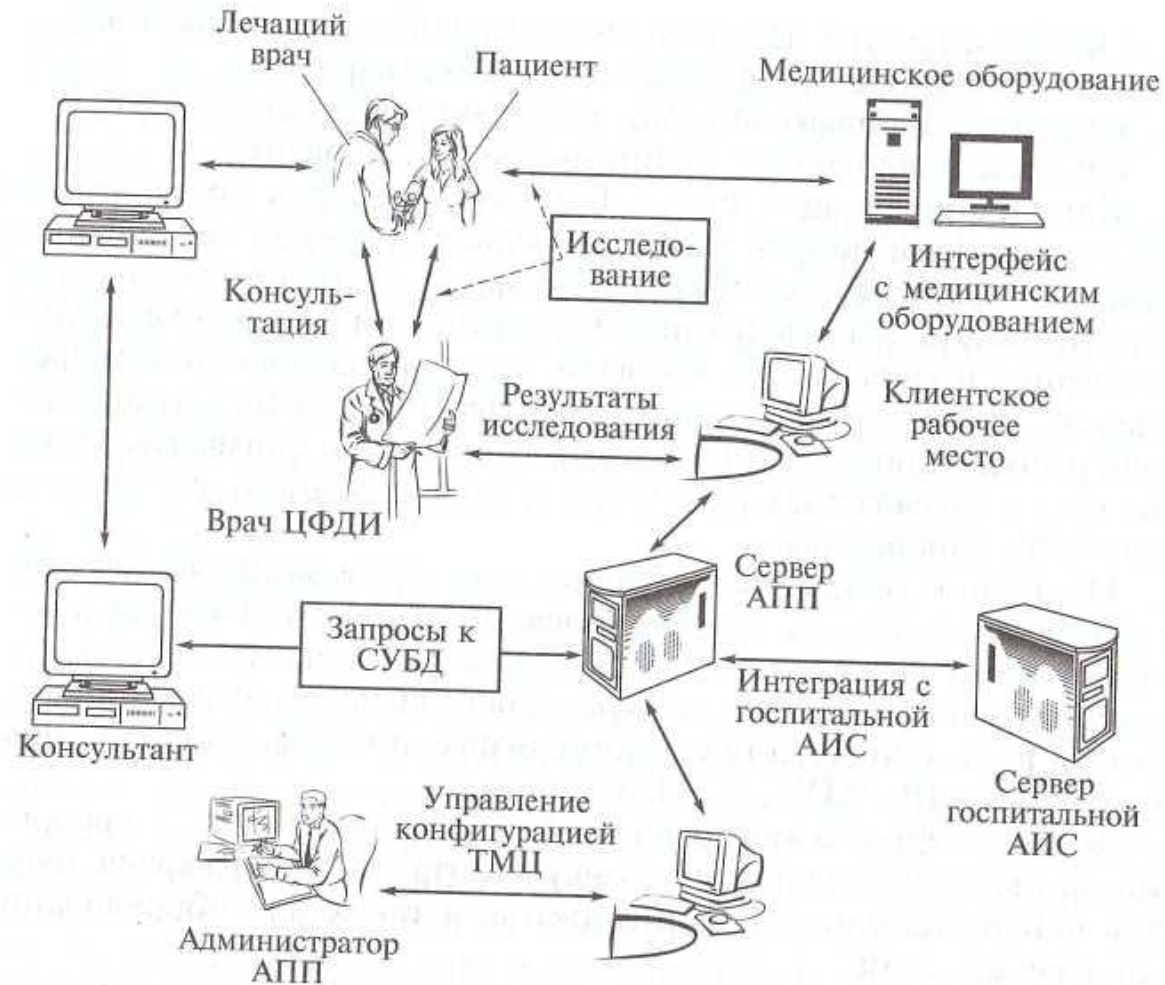 Лечащий
врач
Пациент
Медицинское оборудование
Исследо-
вание
Консуль-
тация
Интерфейс
с медицинским
оборудованием
Результаты
исследования
Клиентское
рабочее
место
Врач ЦФДИ
Сервер
АПП
Запросы к
СУБД
Интеграция с
госпитальной
АИС
Консультант
Сервер
госпитальной
АИС
Управление
конфигурацией
ТМЦ
Администратор
АПП